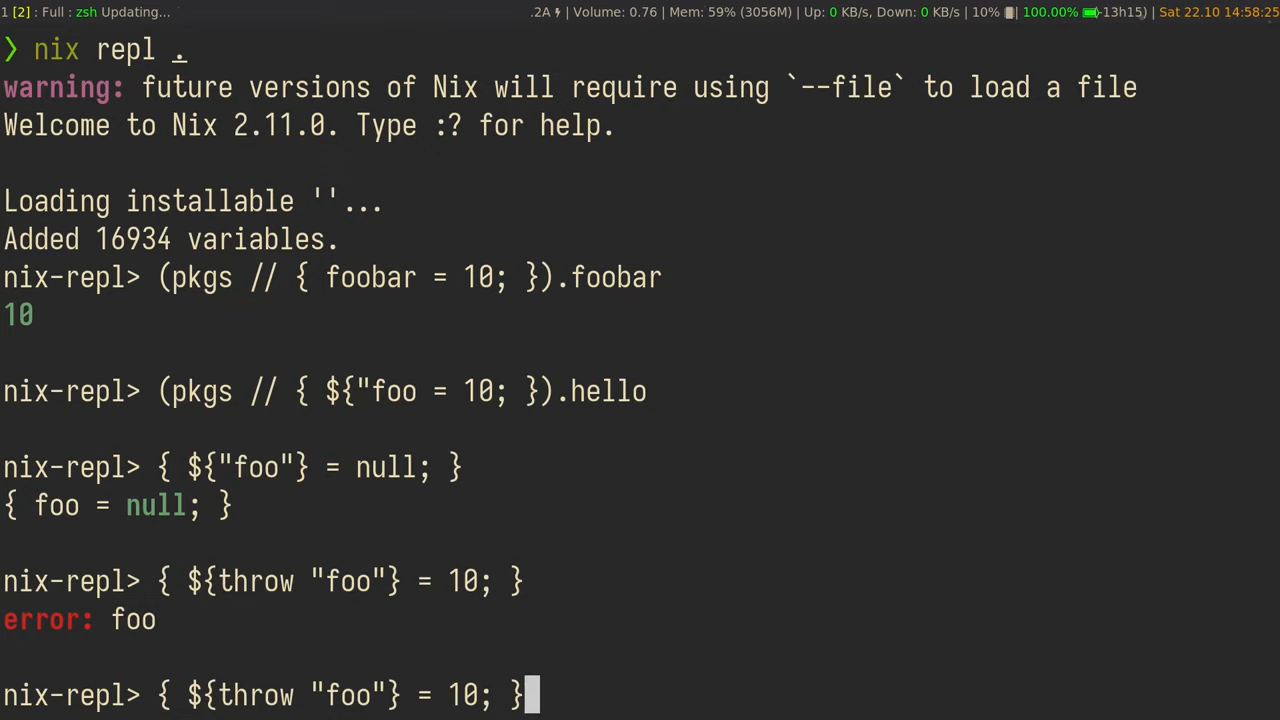 1 [2] : Full : zsh Updating... .2A | Volume: 0.76 | Mem: 59% (3056M) | Up: 0 KB/s, Down: 0 KB/s | 10% | 100.00% (-13h15) | Sat 22.10 14:58:25
❯ nix repl .
warning: future versions of Nix will require using `--file` to load a file
Welcome to Nix 2.11.0. Type :? for help.
Loading installable ''...
Added 16934 variables.
nix-repl> (pkgs // { foobar = 10; }).foobar
10
nix-repl> (pkgs // { ${"foo = 10; }).hello
nix-repl> { ${"foo"} = null; }
{ foo = null; }
nix-repl> { ${throw "foo"} = 10; }
error: foo
nix-repl> { ${throw "foo"} = 10; }